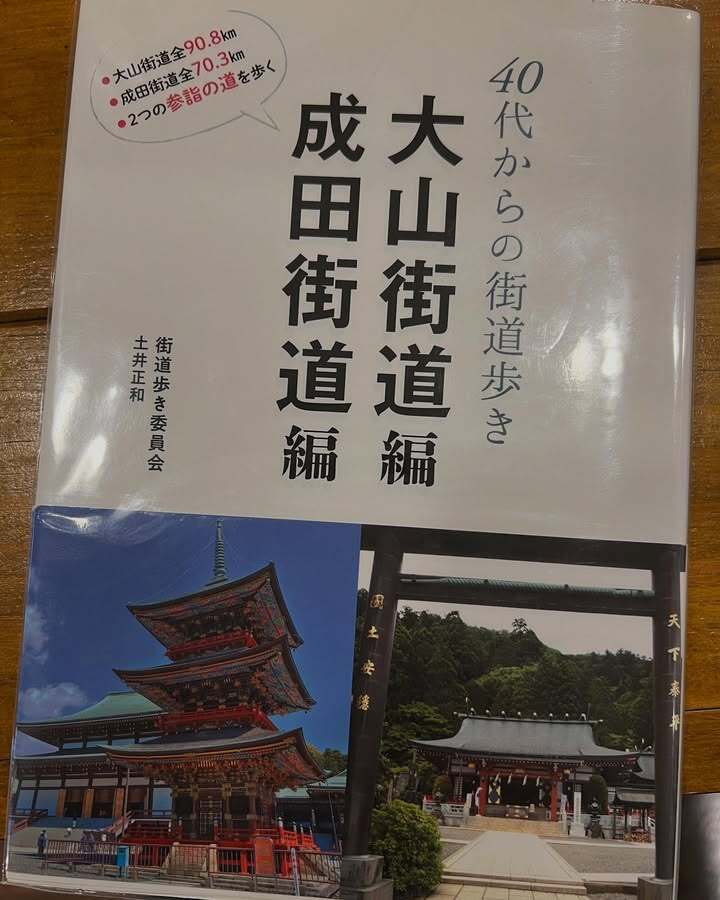 ●大山街道全90.8㎞
●成田街道全70.3㎞
●2つの参詣の道を歩く
40代からの街道歩き
大山街道編
成田街道編
街道歩き委員会
土井正和
天下泰平
国土安穏